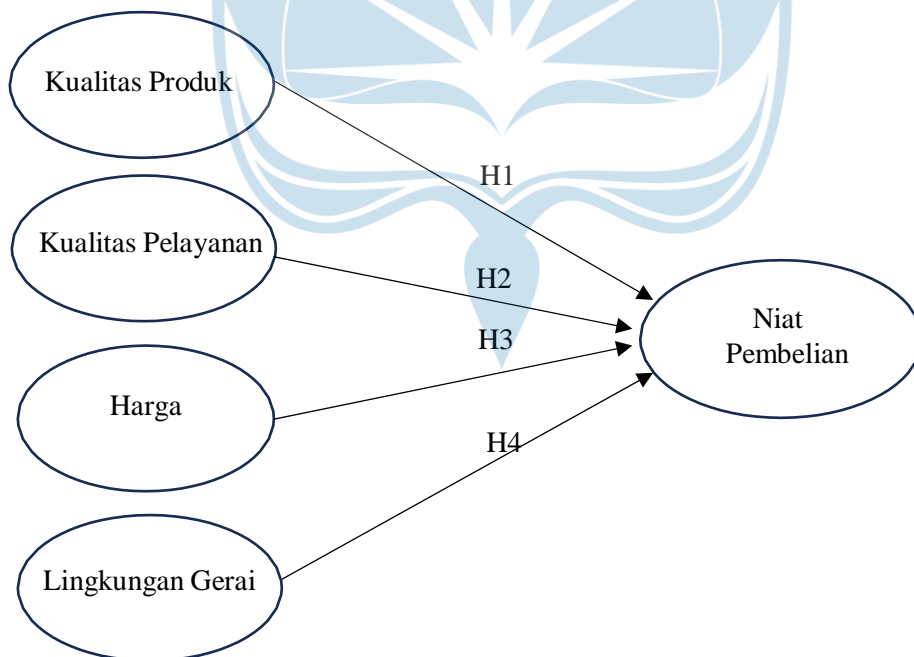 Kualitas Produk
H1
Kualitas Pelayanan
H2
Niat
Pembelian
H3
Harga
H4
Lingkungan Gerai